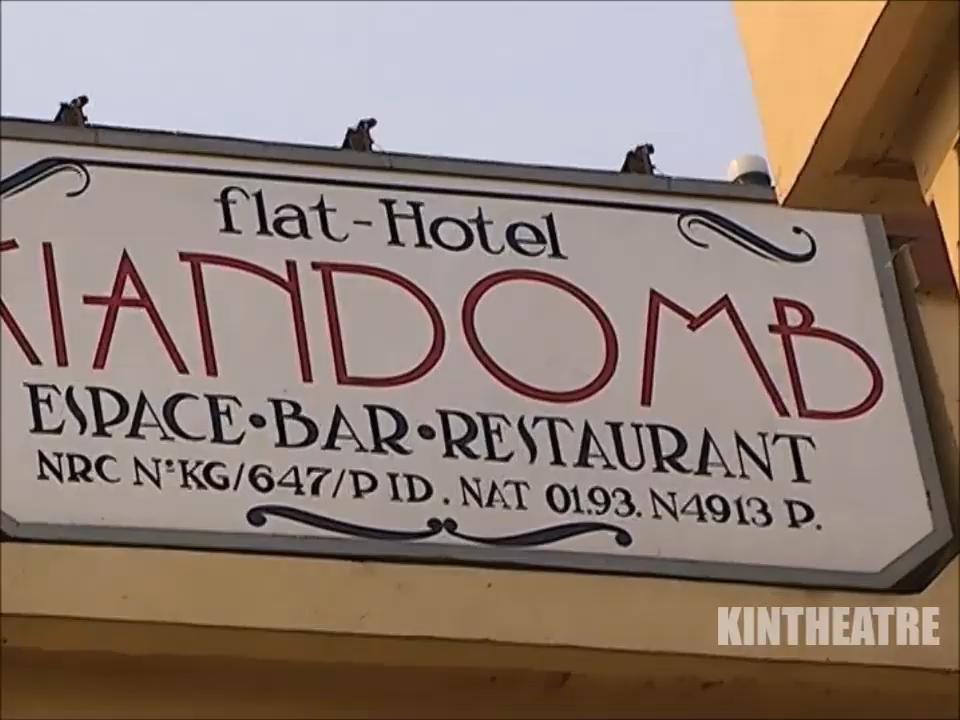 flat-Hotel
KIANDOMB
ESPACE•BAR•RESTAURANT
NRC N°KG/647/P ID. NAT 01.93. N4913 P.
KINTHEATRE